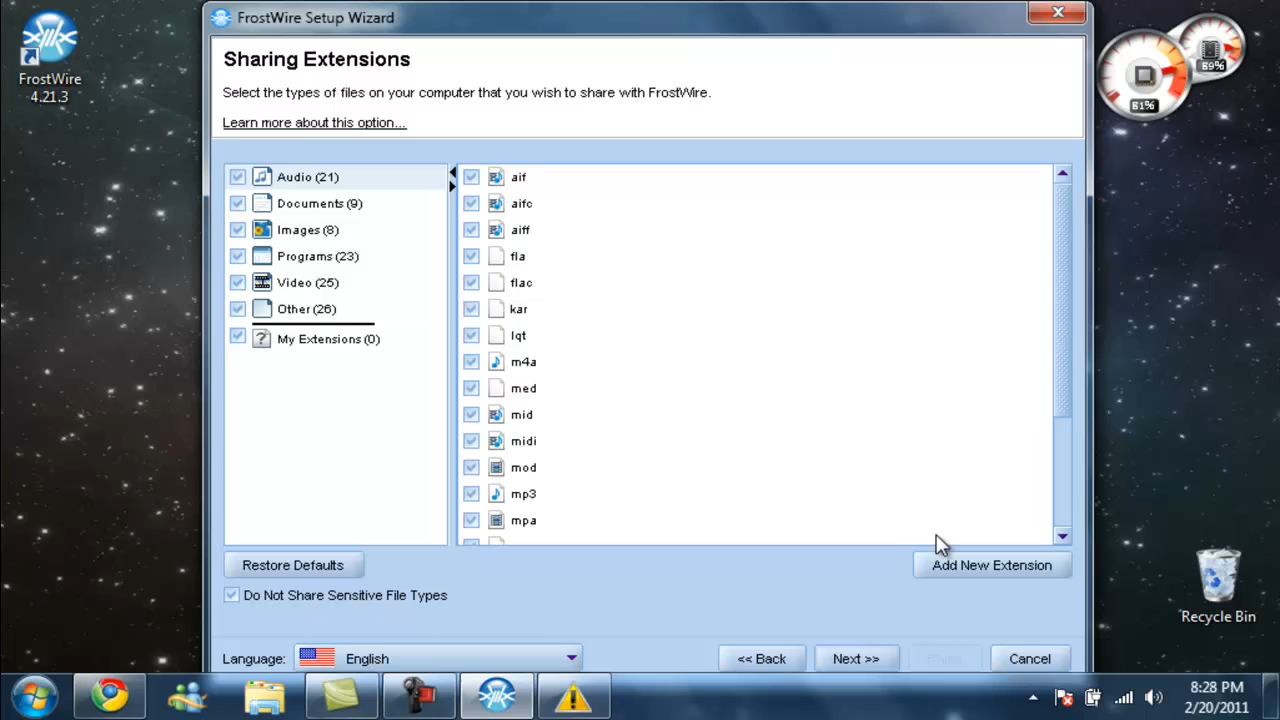 FrostWire Setup Wizard
FrostWire
4.21.3
Sharing Extensions
Select the types of files on your computer that you wish to share with FrostWire.
Learn more about this option...
69%
61%
Audio (21)
Documents (9)
Images (8)
Programs (23)
Video (25)
Other (26)
My Extensions (0)
aif
aifc
aiff
fla
flac
kar
lqt
m4a
med
mid
midi
mod
mp3
mpa
Restore Defaults
Add New Extension
Do Not Share Sensitive File Types
Recycle Bin
Language:
English
<< Back
Next >>
Cancel
8:28 PM
2/20/2011